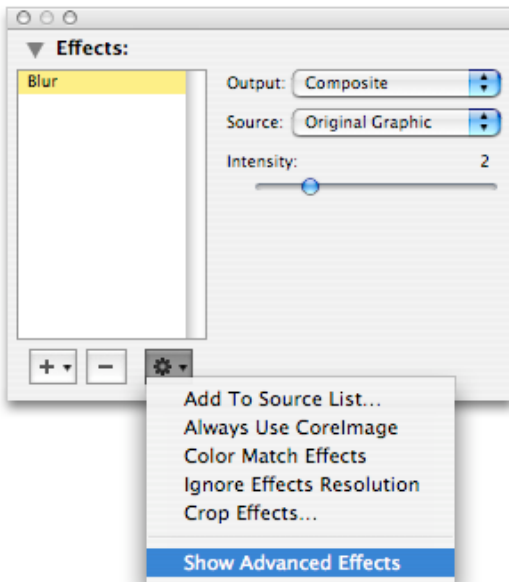 Effects:
Blur
Output: Composite
Source: Original Graphic
Intensity: 2
Add To Source List...
Always Use CoreImage
Color Match Effects
Ignore Effects Resolution
Crop Effects...
Show Advanced Effects